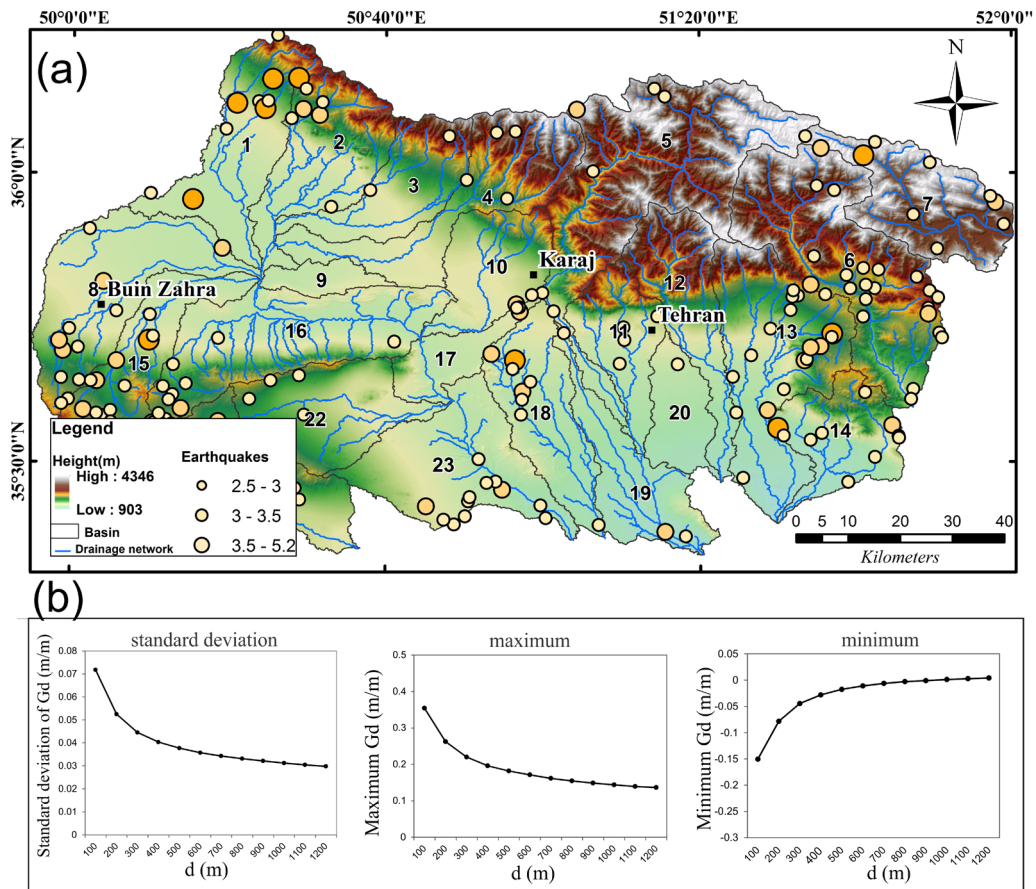 50°00'E 50°40'E 51°20'E 52°0'E
(a)
N
36°0'0"N
35°30'0"N
1
2
3
4
5
6
7
8 Buin Zahra
9
10
Karaj
11
12
Tehran
13
14
15
16
17
18
19
20
22
23
Legend
Height(m)
High : 4346
Low : 903
Basin
Drainage network
Earthquakes
2.5 - 3
3 - 3.5
3.5 - 5.2
0 5 10 20 30 40
Kilometers
(b)
standard deviation
Standard deviation of Gd (m/m)
0.08
0.07
0.06
0.05
0.04
0.03
0.02
0.01
0
100 200 300 400 500 600 700 800 900 1000 1100 1200
d (m)
maximum
Maximum Gd (m/m)
0.5
0.4
0.3
0.2
0.1
0
100 200 300 400 500 600 700 800 900 1000 1100 1200
d (m)
minimum
Minimum Gd (m/m)
0.05
0
-0.05
-0.1
-0.15
-0.2
-0.25
-0.3
100 200 300 400 500 600 700 800 900 1000 1100 1200
d (m)